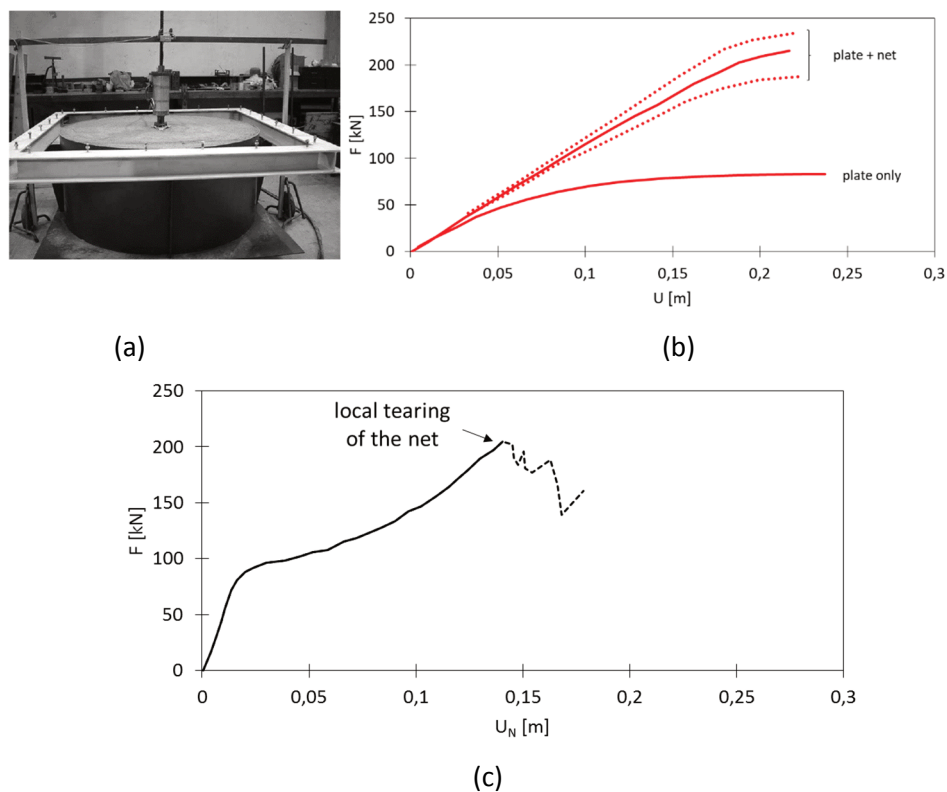 250
200
150
100
50
0
F [kN]
plate + net
plate only
0
0,05
0,1
0,15
0,2
0,25
0,3
U [m]
(a)
(b)
250
200
150
100
50
0
F [kN]
local tearing
of the net
0
0,05
0,1
0,15
0,2
0,25
0,3
U_N [m]
(c)